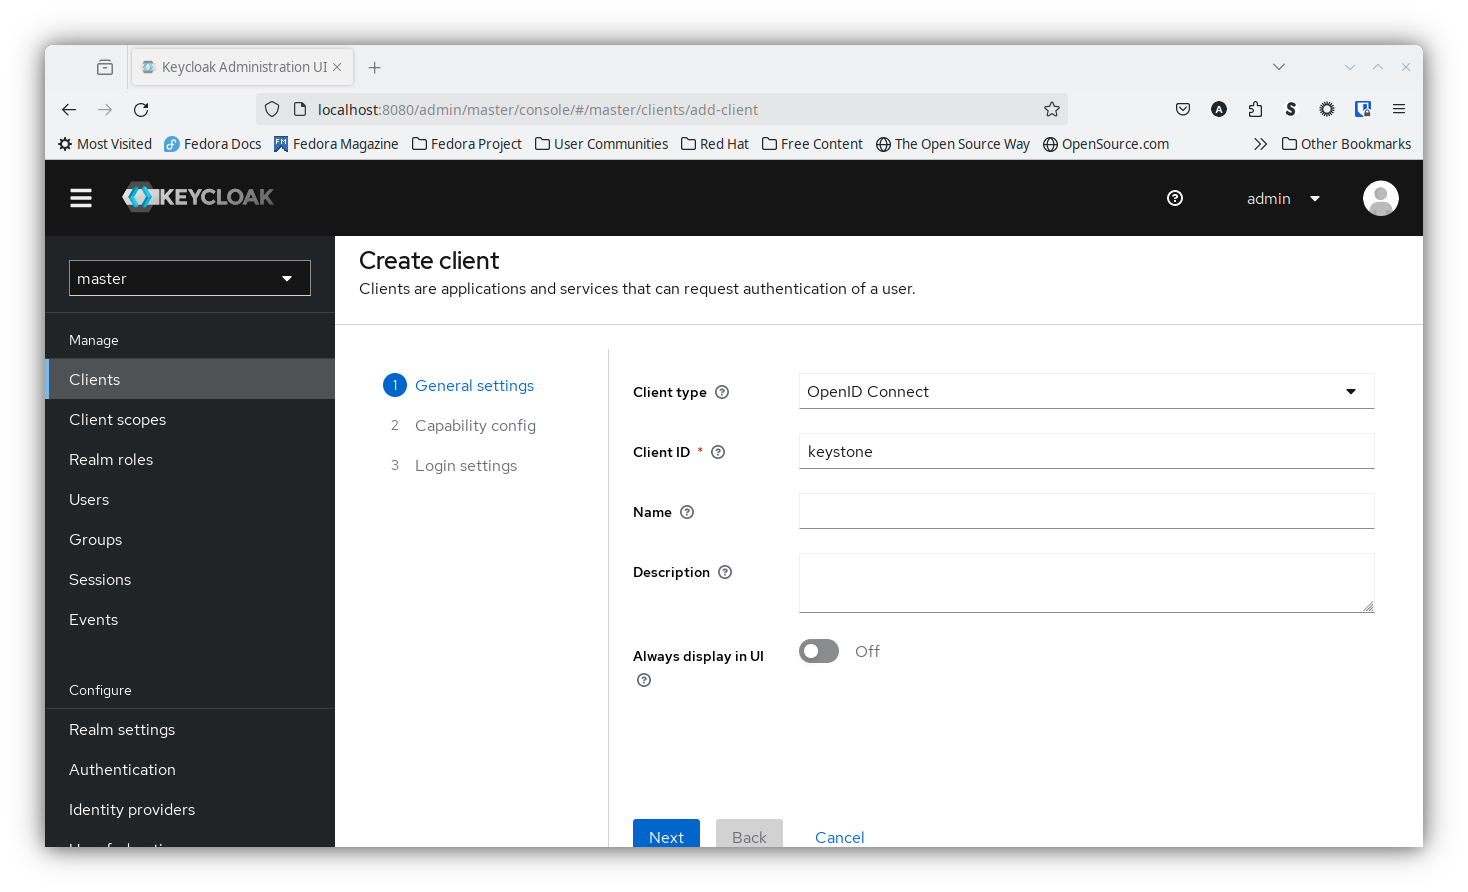 Keycloak Administration UI
localhost:8080/admin/master/console/#/master/clients/add-client
Most Visited Fedora Docs Fedora Magazine Fedora Project User Communities Red Hat Free Content The Open Source Way OpenSource.com Other Bookmarks
KEYCLOAK admin
master
Manage
Clients
Client scopes
Realm roles
Users
Groups
Sessions
Events
Configure
Realm settings
Authentication
Identity providers
Create client
Clients are applications and services that can request authentication of a user.
1 General settings
2 Capability config
3 Login settings
Client type OpenID Connect
Client ID * keystone
Name
Description
Always display in UI Off
Next Back Cancel